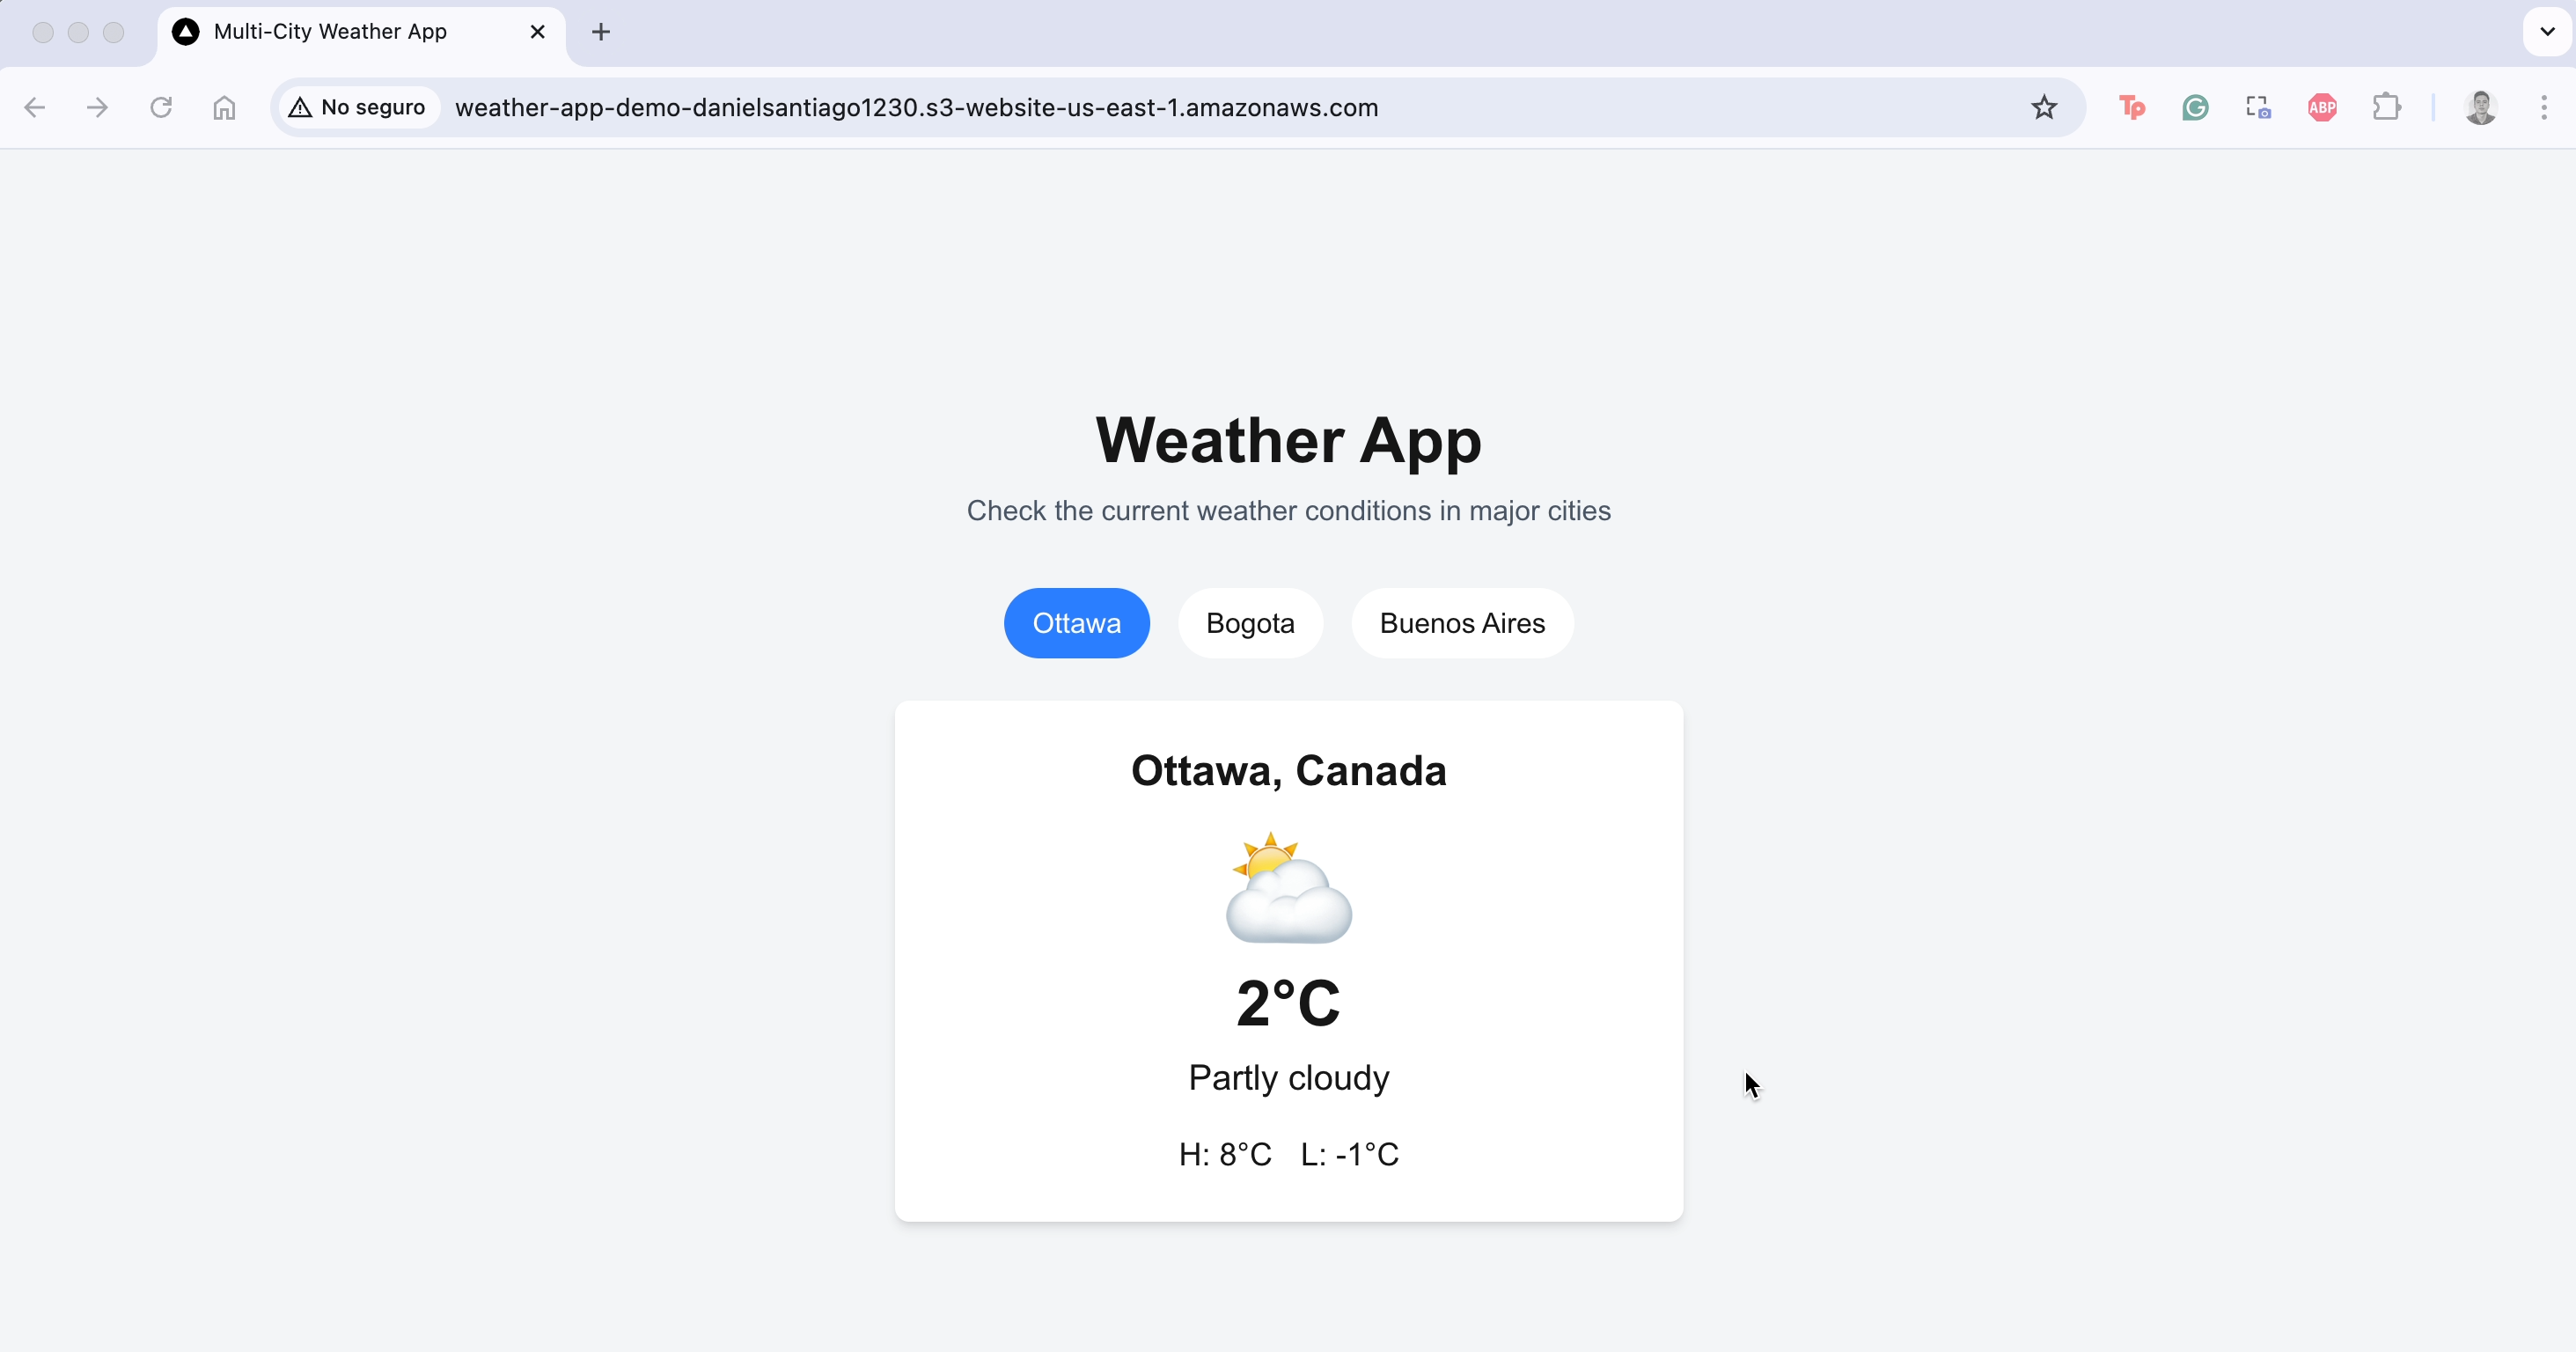 Multi-City Weather App
No seguro
weather-app-demo-danielsantiago1230.s3-website-us-east-1.amazonaws.com
Tp
G
ABP
Weather App
Check the current weather conditions in major cities
Ottawa
Bogota
Buenos Aires
Ottawa, Canada
2°C
Partly cloudy
H: 8°C L: -1°C